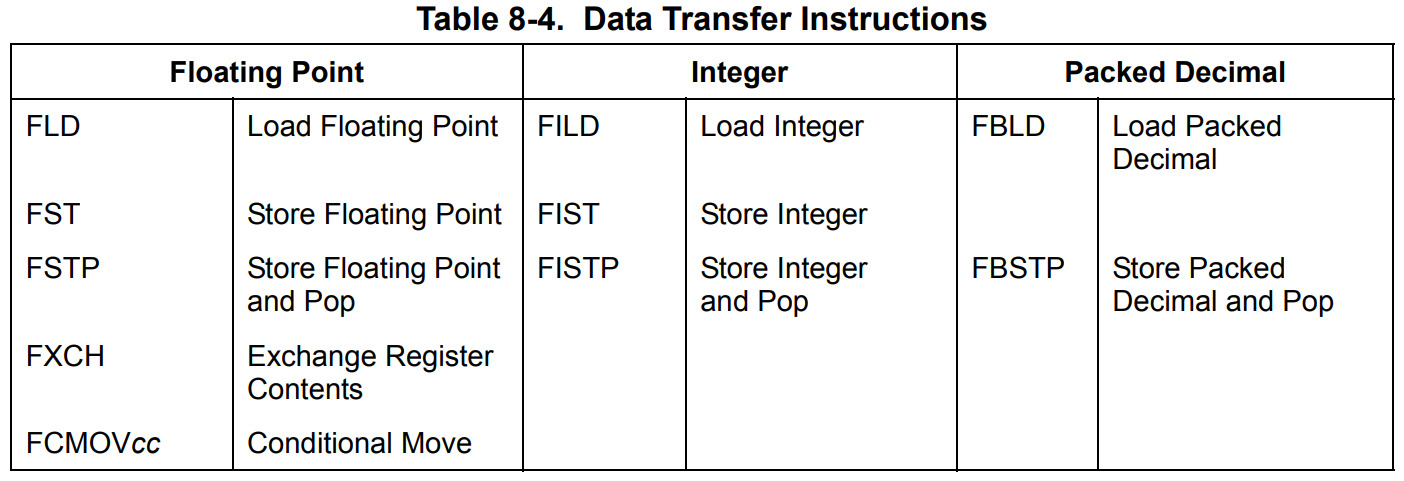 Table 8-4. Data Transfer Instructions
Floating Point Integer Packed Decimal
FLD Load Floating Point FILD Load Integer FBLD Load Packed
Decimal
FST Store Floating Point FIST Store Integer
FSTP Store Floating Point FISTP Store Integer FBSTP Store Packed
and Pop and Pop Decimal and Pop
FXCH Exchange Register
Contents
FCMOVcc Conditional Move